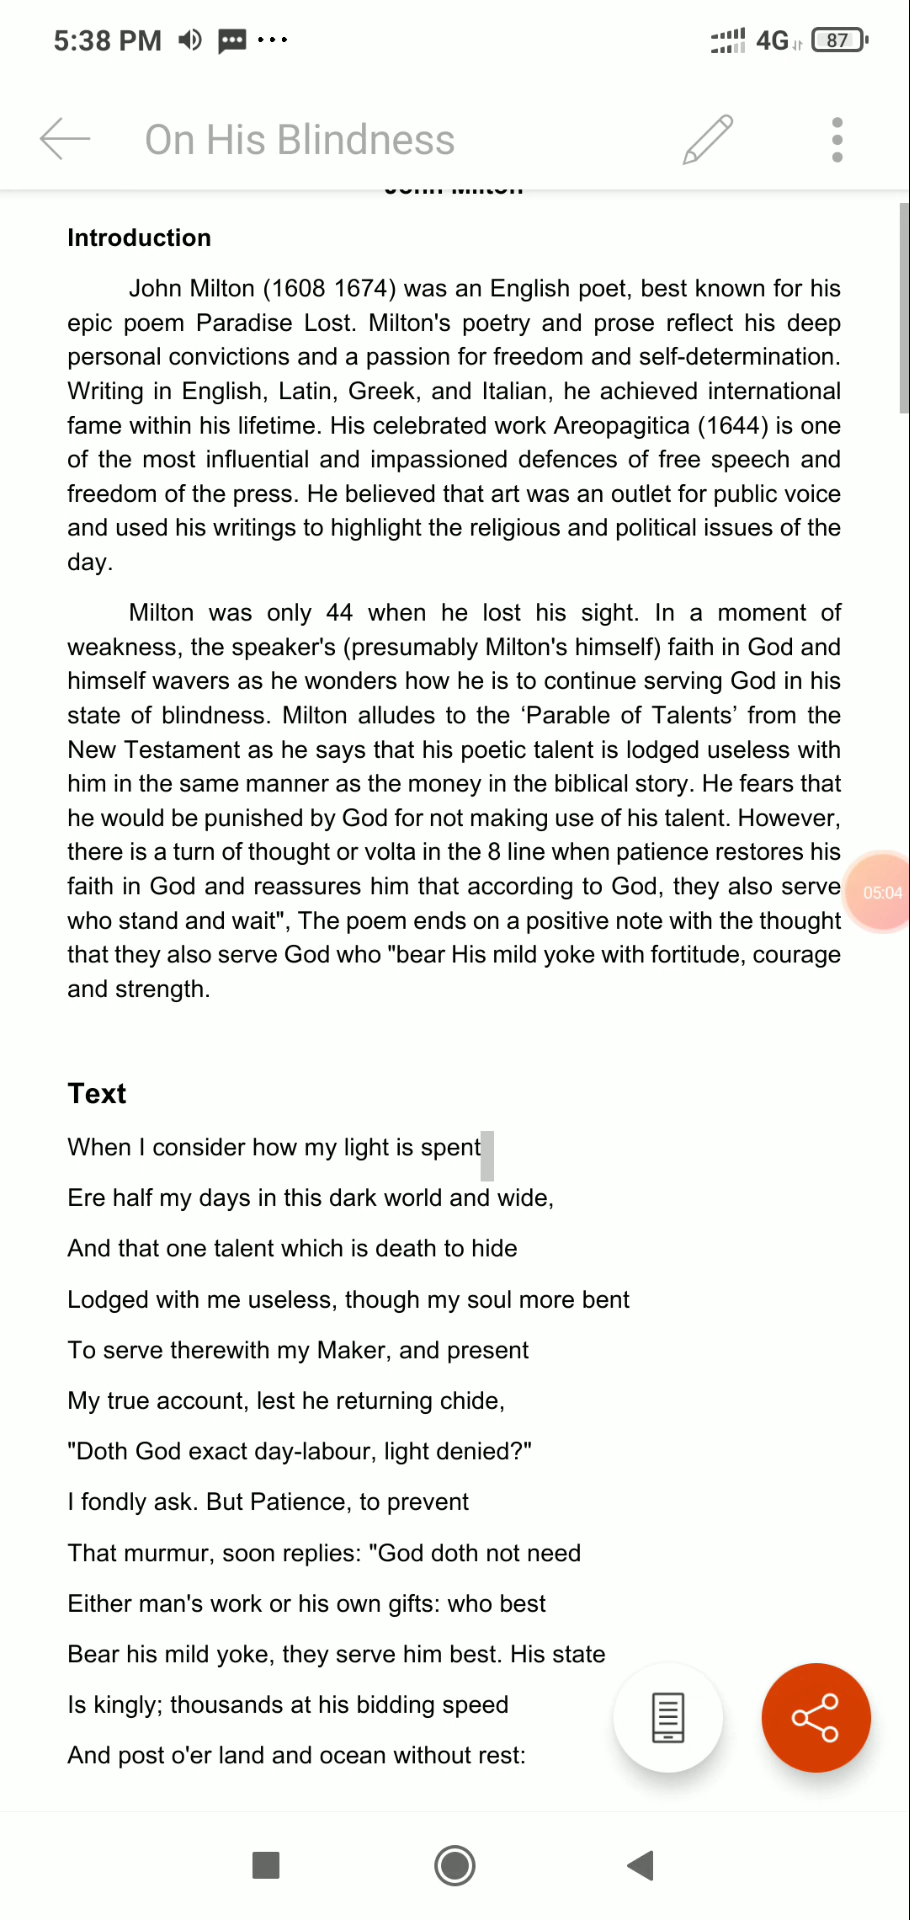 5:38 PM 4G 87
On His Blindness
John Milton
Introduction
John Milton (1608 1674) was an English poet, best known for his
epic poem Paradise Lost. Milton's poetry and prose reflect his deep
personal convictions and a passion for freedom and self-determination.
Writing in English, Latin, Greek, and Italian, he achieved international
fame within his lifetime. His celebrated work Areopagitica (1644) is one
of the most influential and impassioned defences of free speech and
freedom of the press. He believed that art was an outlet for public voice
and used his writings to highlight the religious and political issues of the
day.
Milton was only 44 when he lost his sight. In a moment of
weakness, the speaker's (presumably Milton's himself) faith in God and
himself wavers as he wonders how he is to continue serving God in his
state of blindness. Milton alludes to the ‘Parable of Talents’ from the
New Testament as he says that his poetic talent is lodged useless with
him in the same manner as the money in the biblical story. He fears that
he would be punished by God for not making use of his talent. However,
there is a turn of thought or volta in the 8 line when patience restores his
faith in God and reassures him that according to God, they also serve
who stand and wait", The poem ends on a positive note with the thought
that they also serve God who "bear His mild yoke with fortitude, courage
and strength.
05:04
Text
When I consider how my light is spent
Ere half my days in this dark world and wide,
And that one talent which is death to hide
Lodged with me useless, though my soul more bent
To serve therewith my Maker, and present
My true account, lest he returning chide,
"Doth God exact day-labour, light denied?"
I fondly ask. But Patience, to prevent
That murmur, soon replies: "God doth not need
Either man's work or his own gifts: who best
Bear his mild yoke, they serve him best. His state
Is kingly; thousands at his bidding speed
And post o'er land and ocean without rest: